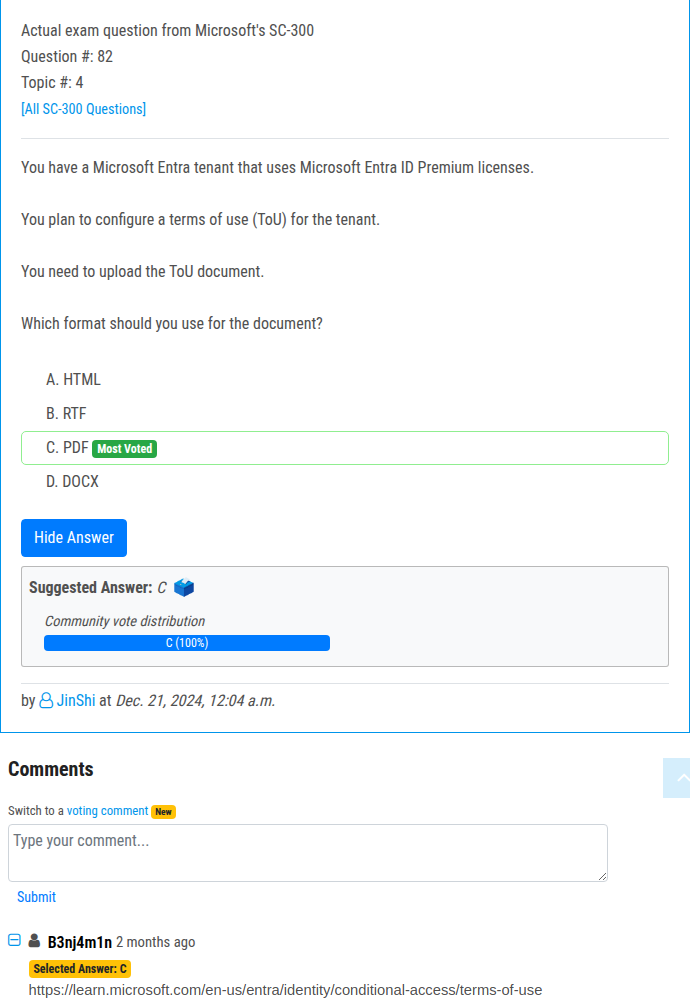 Actual exam question from Microsoft's SC-300
Question #: 82
Topic #: 4
[All SC-300 Questions]
You have a Microsoft Entra tenant that uses Microsoft Entra ID Premium licenses.
You plan to configure a terms of use (ToU) for the tenant.
You need to upload the ToU document.
Which format should you use for the document?
A. HTML
B. RTF
C. PDF Most Voted
D. DOCX
Hide Answer
Suggested Answer: C
Community vote distribution
C (100%)
by JinShi at Dec. 21, 2024, 12:04 a.m.
Comments
Switch to a voting comment New
Type your comment...
Submit
B3nj4m1n 2 months ago
Selected Answer: C
https://learn.microsoft.com/en-us/entra/identity/conditional-access/terms-of-use